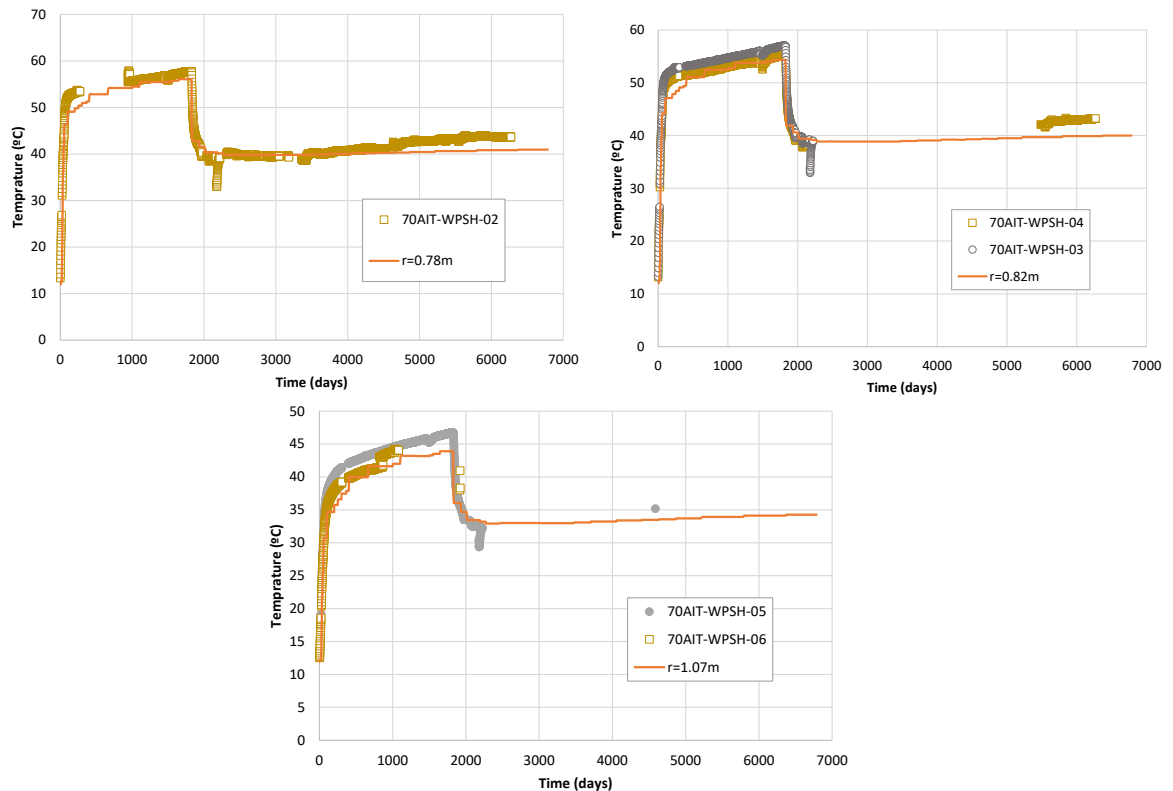 70
60
50
40
30
20
10
0
Temprature (ºC)
0 1000 2000 3000 4000 5000 6000 7000
Time (days)
70AIT-WPSH-02
r=0.78m
60
50
40
30
20
10
0
Temprature (ºC)
0 1000 2000 3000 4000 5000 6000 7000
Time (days)
70AIT-WPSH-04
70AIT-WPSH-03
r=0.82m
50
45
40
35
30
25
20
15
10
5
0
Temprature (ºC)
0 1000 2000 3000 4000 5000 6000 7000
Time (days)
70AIT-WPSH-05
70AIT-WPSH-06
r=1.07m